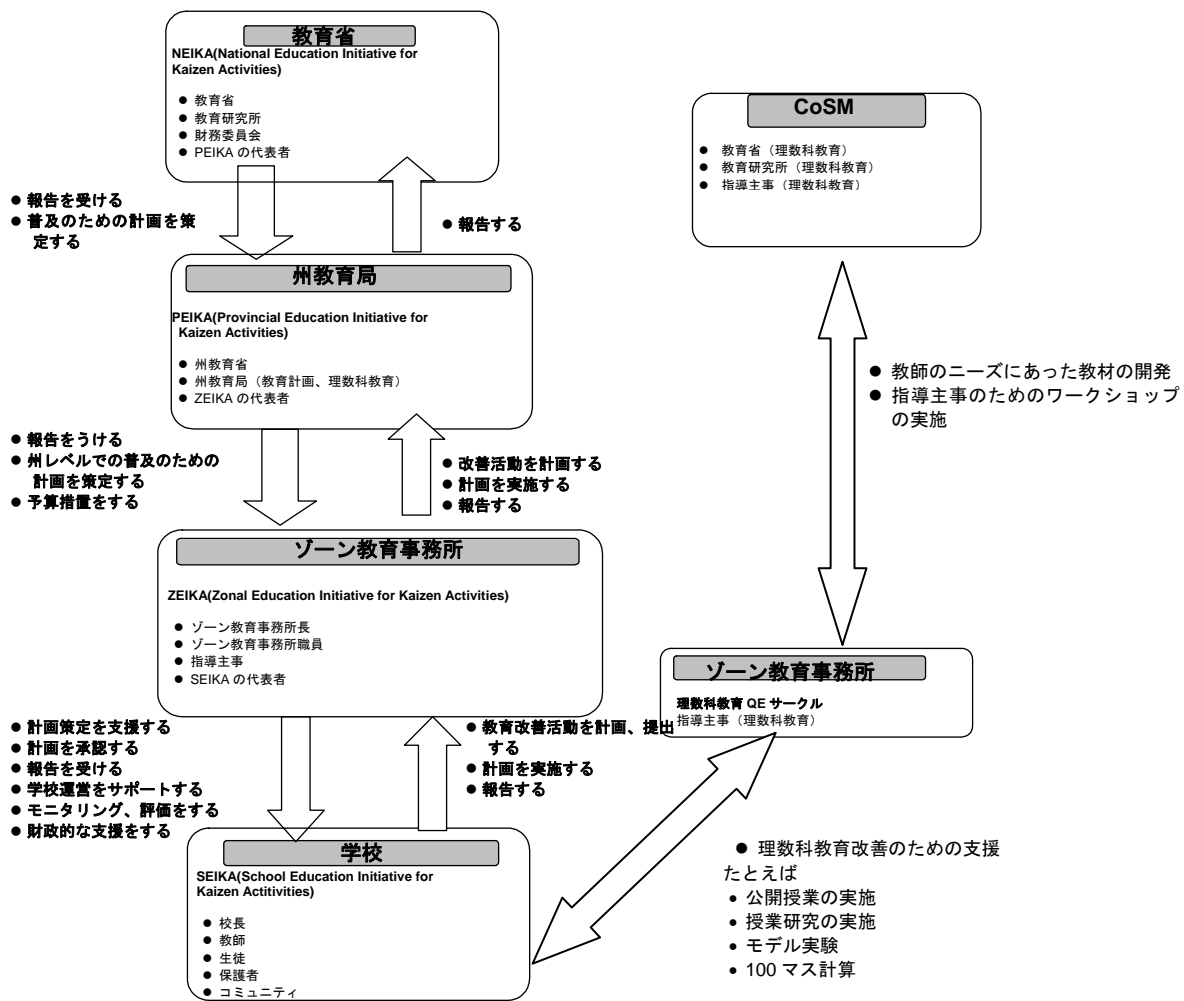 教育省
NEIKA(National Education Initiative for
Kaizen Activities)
● 教育省
● 教育研究所
● 財務委員会
● PEIKA の代表者
● 報告を受ける
● 普及のための計画を策
定する
● 報告する
州教育局
PEIKA(Provincial Education Initiative for
Kaizen Activities)
● 州教育省
● 州教育局（教育計画、理数科教育）
● ZEIKA の代表者
● 報告をうける
● 州レベルでの普及のための
計画を策定する
● 予算措置をする
● 改善活動を計画する
● 計画を実施する
● 報告する
ゾーン教育事務所
ZEIKA(Zonal Education Initiative for Kaizen Activities)
● ゾーン教育事務所長
● ゾーン教育事務所職員
● 指導主事
● SEIKA の代表者
● 計画策定を支援する
● 計画を承認する
● 報告を受ける
● 学校運営をサポートする
● モニタリング、評価をする
● 財政的な支援をする
● 教育改善活動を計画、提出
する
● 計画を実施する
● 報告する
学校
SEIKA(School Education Initiative for
Kaizen Actitivities)
● 校長
● 教師
● 生徒
● 保護者
● コミュニティ
CoSM
● 教育省（理数科教育）
● 教育研究所（理数科教育）
● 指導主事（理数科教育）
● 教師のニーズにあった教材の開発
● 指導主事のためのワークショップ
の実施
ゾーン教育事務所
理数科教育 QE サークル
指導主事（理数科教育）
● 理数科教育改善のための支援
たとえば
• 公開授業の実施
• 授業研究の実施
• モデル実験
• 100 マス計算